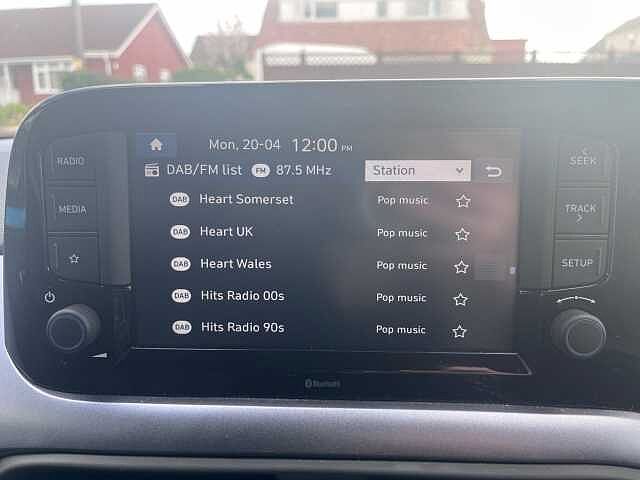 Mon, 20-04 12:00 PM
DAB/FM list FM 87.5 MHz Station
DAB Heart Somerset Pop music
DAB Heart UK Pop music
DAB Heart Wales Pop music
DAB Hits Radio 00s Pop music
DAB Hits Radio 90s Pop music
RADIO
MEDIA
SEEK
TRACK
SETUP
Bluetooth